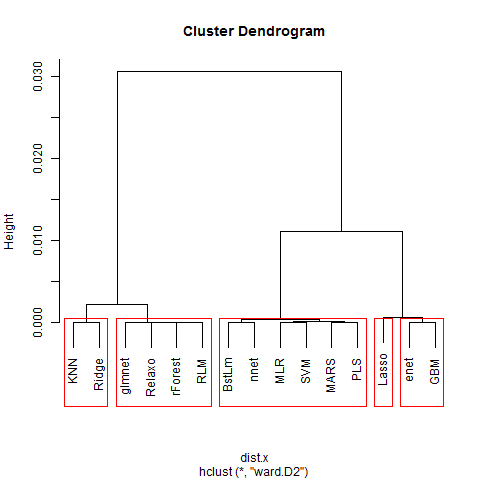 Cluster Dendrogram
Height
0.030
0.020
0.010
0.000
KNN
Ridge
glmnet
Relaxo
rForest
RLM
BstLm
nnet
MLR
SVM
MARS
PLS
Lasso
enet
GBM
dist.x
hclust (*, "ward.D2")